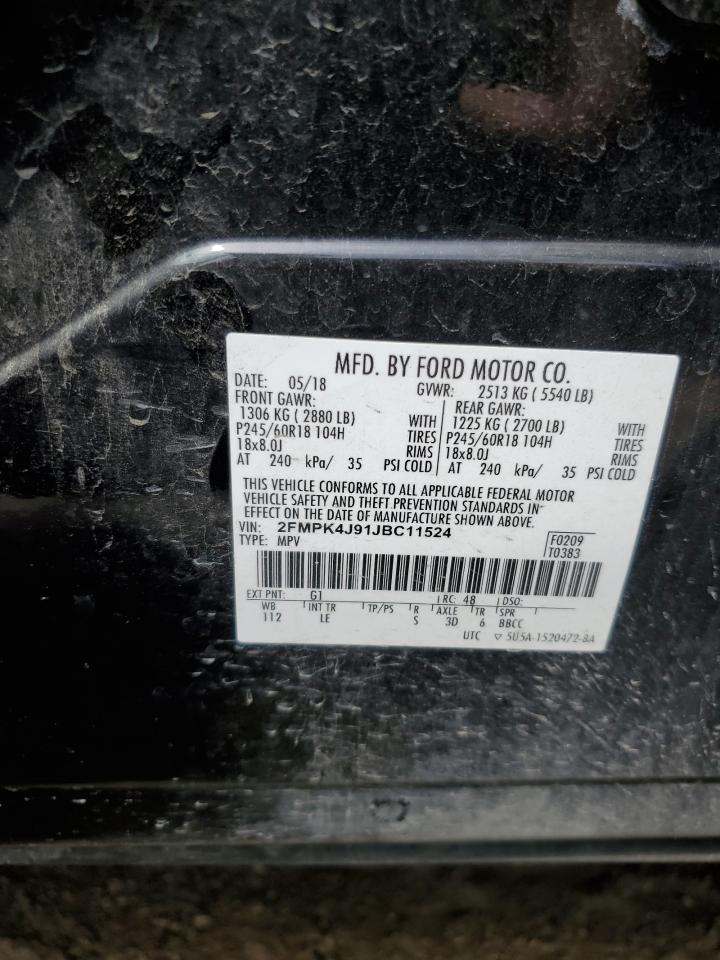 MFD. BY FORD MOTOR CO.
DATE: 05/18 GVWR: 2513 KG ( 5540 LB)
FRONT GAWR: REAR GAWR:
1306 KG ( 2880 LB) WITH 1225 KG ( 2700 LB) WITH
P245/60R18 104H TIRES P245/60R18 104H TIRES
18x8.0J RIMS 18x8.0J RIMS
AT 240 kPa/ 35 PSI COLD AT 240 kPa/ 35 PSI COLD
THIS VEHICLE CONFORMS TO ALL APPLICABLE FEDERAL MOTOR
VEHICLE SAFETY AND THEFT PREVENTION STANDARDS IN
EFFECT ON THE DATE OF MANUFACTURE SHOWN ABOVE.
VIN: 2FMPK4J91JBC11524 F0209
TYPE: MPV T0383
EXT PNT: G1 RC: 48 DSO:
WB INT TR TP/PS R AXLE TR SPR
112 LE S 3D 6 BBCC
UTC ▽ 5U5A-1520472-8A